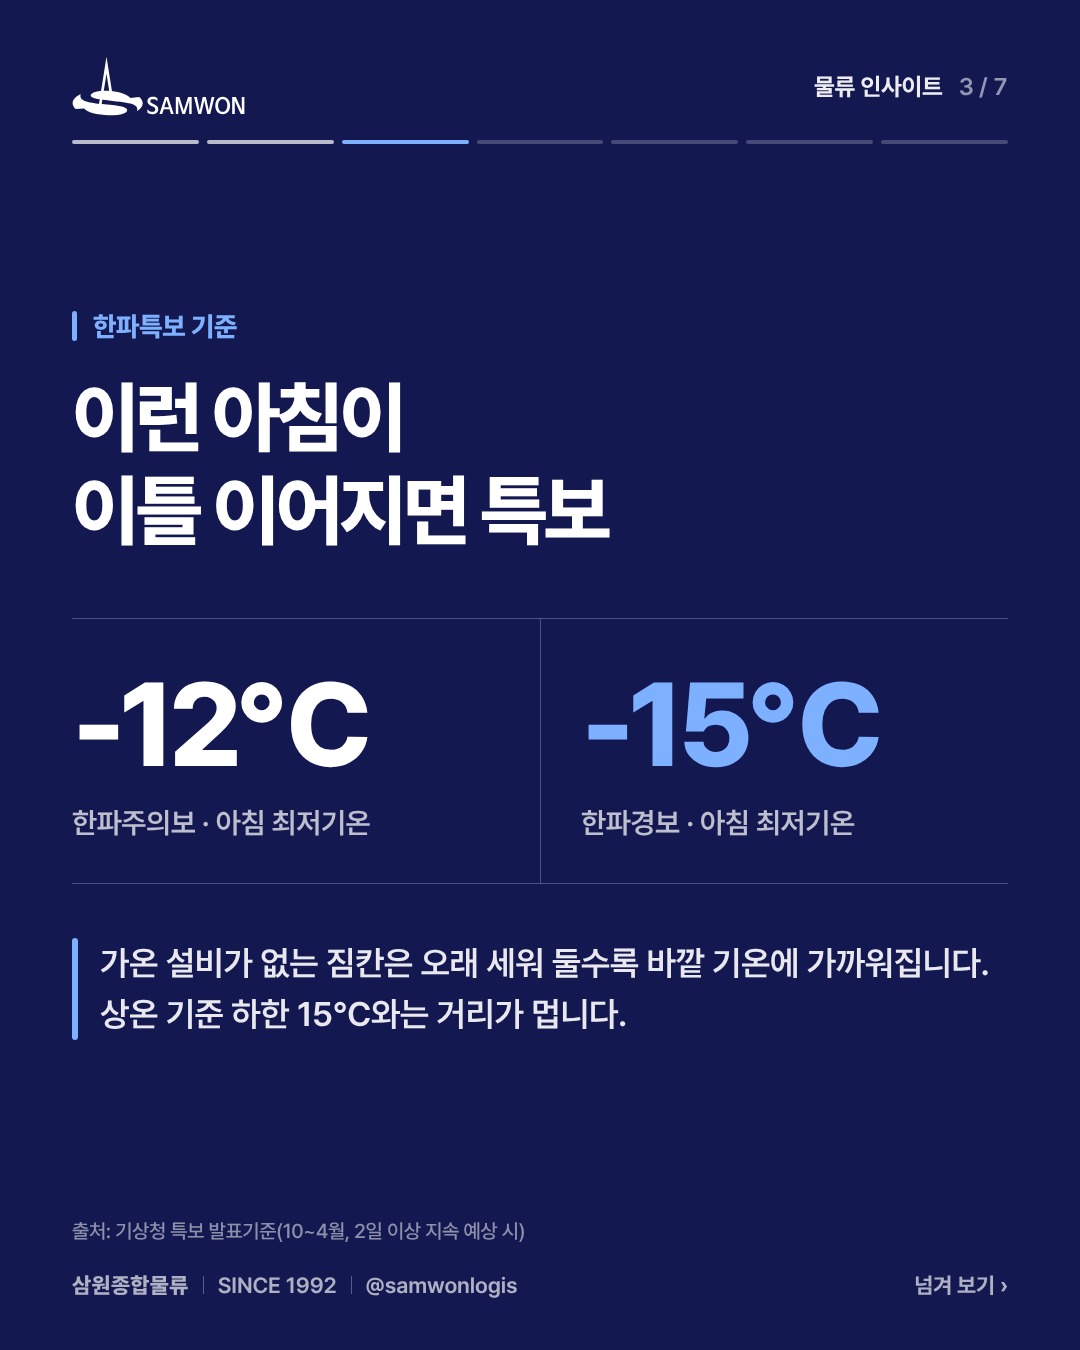 SAMWON
물류 인사이트 3 / 7
한파특보 기준
이런 아침이
이틀 이어지면 특보
-12°C
한파주의보 · 아침 최저기온
-15°C
한파경보 · 아침 최저기온
가온 설비가 없는 짐칸은 오래 세워 둘수록 바깥 기온에 가까워집니다.
상온 기준 하한 15°C와는 거리가 멉니다.
출처: 기상청 특보 발표기준(10~4월, 2일 이상 지속 예상 시)
삼원종합물류 | SINCE 1992 | @samwonlogis
넘겨 보기 ›